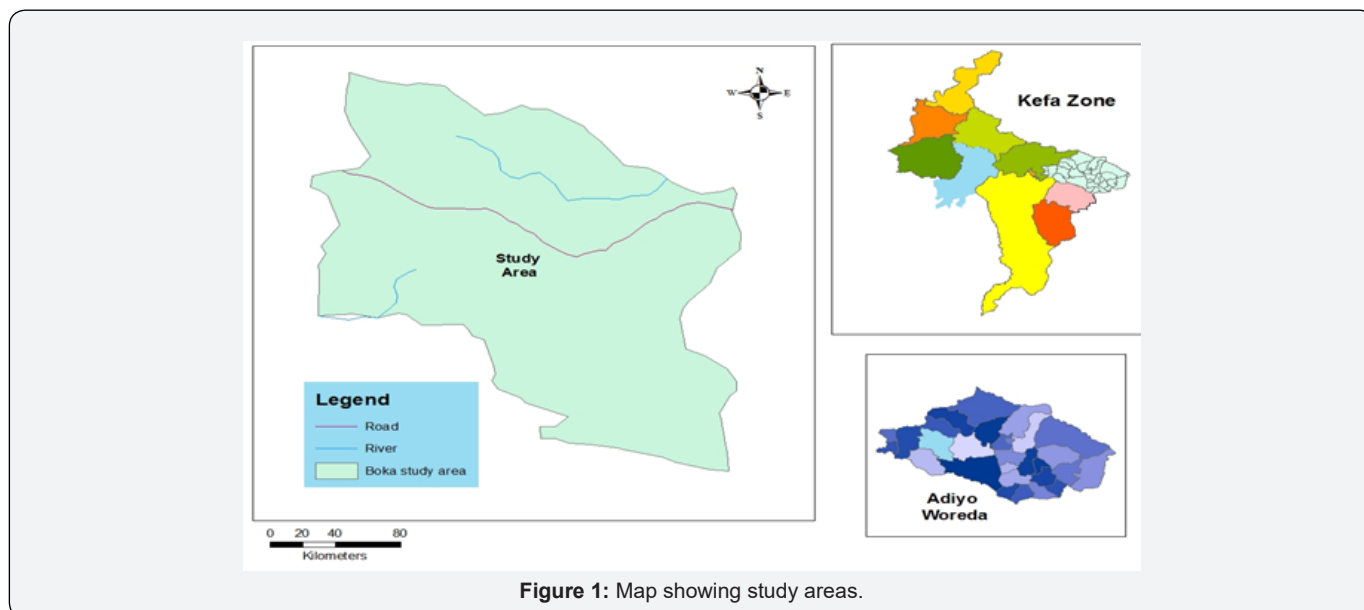 N
W E
S
Kefa Zone
Study
Area
Legend
Road
River
Boka study area
Adiyo
Woreda
0 20 40 80
Kilometers
Figure 1: Map showing study areas.